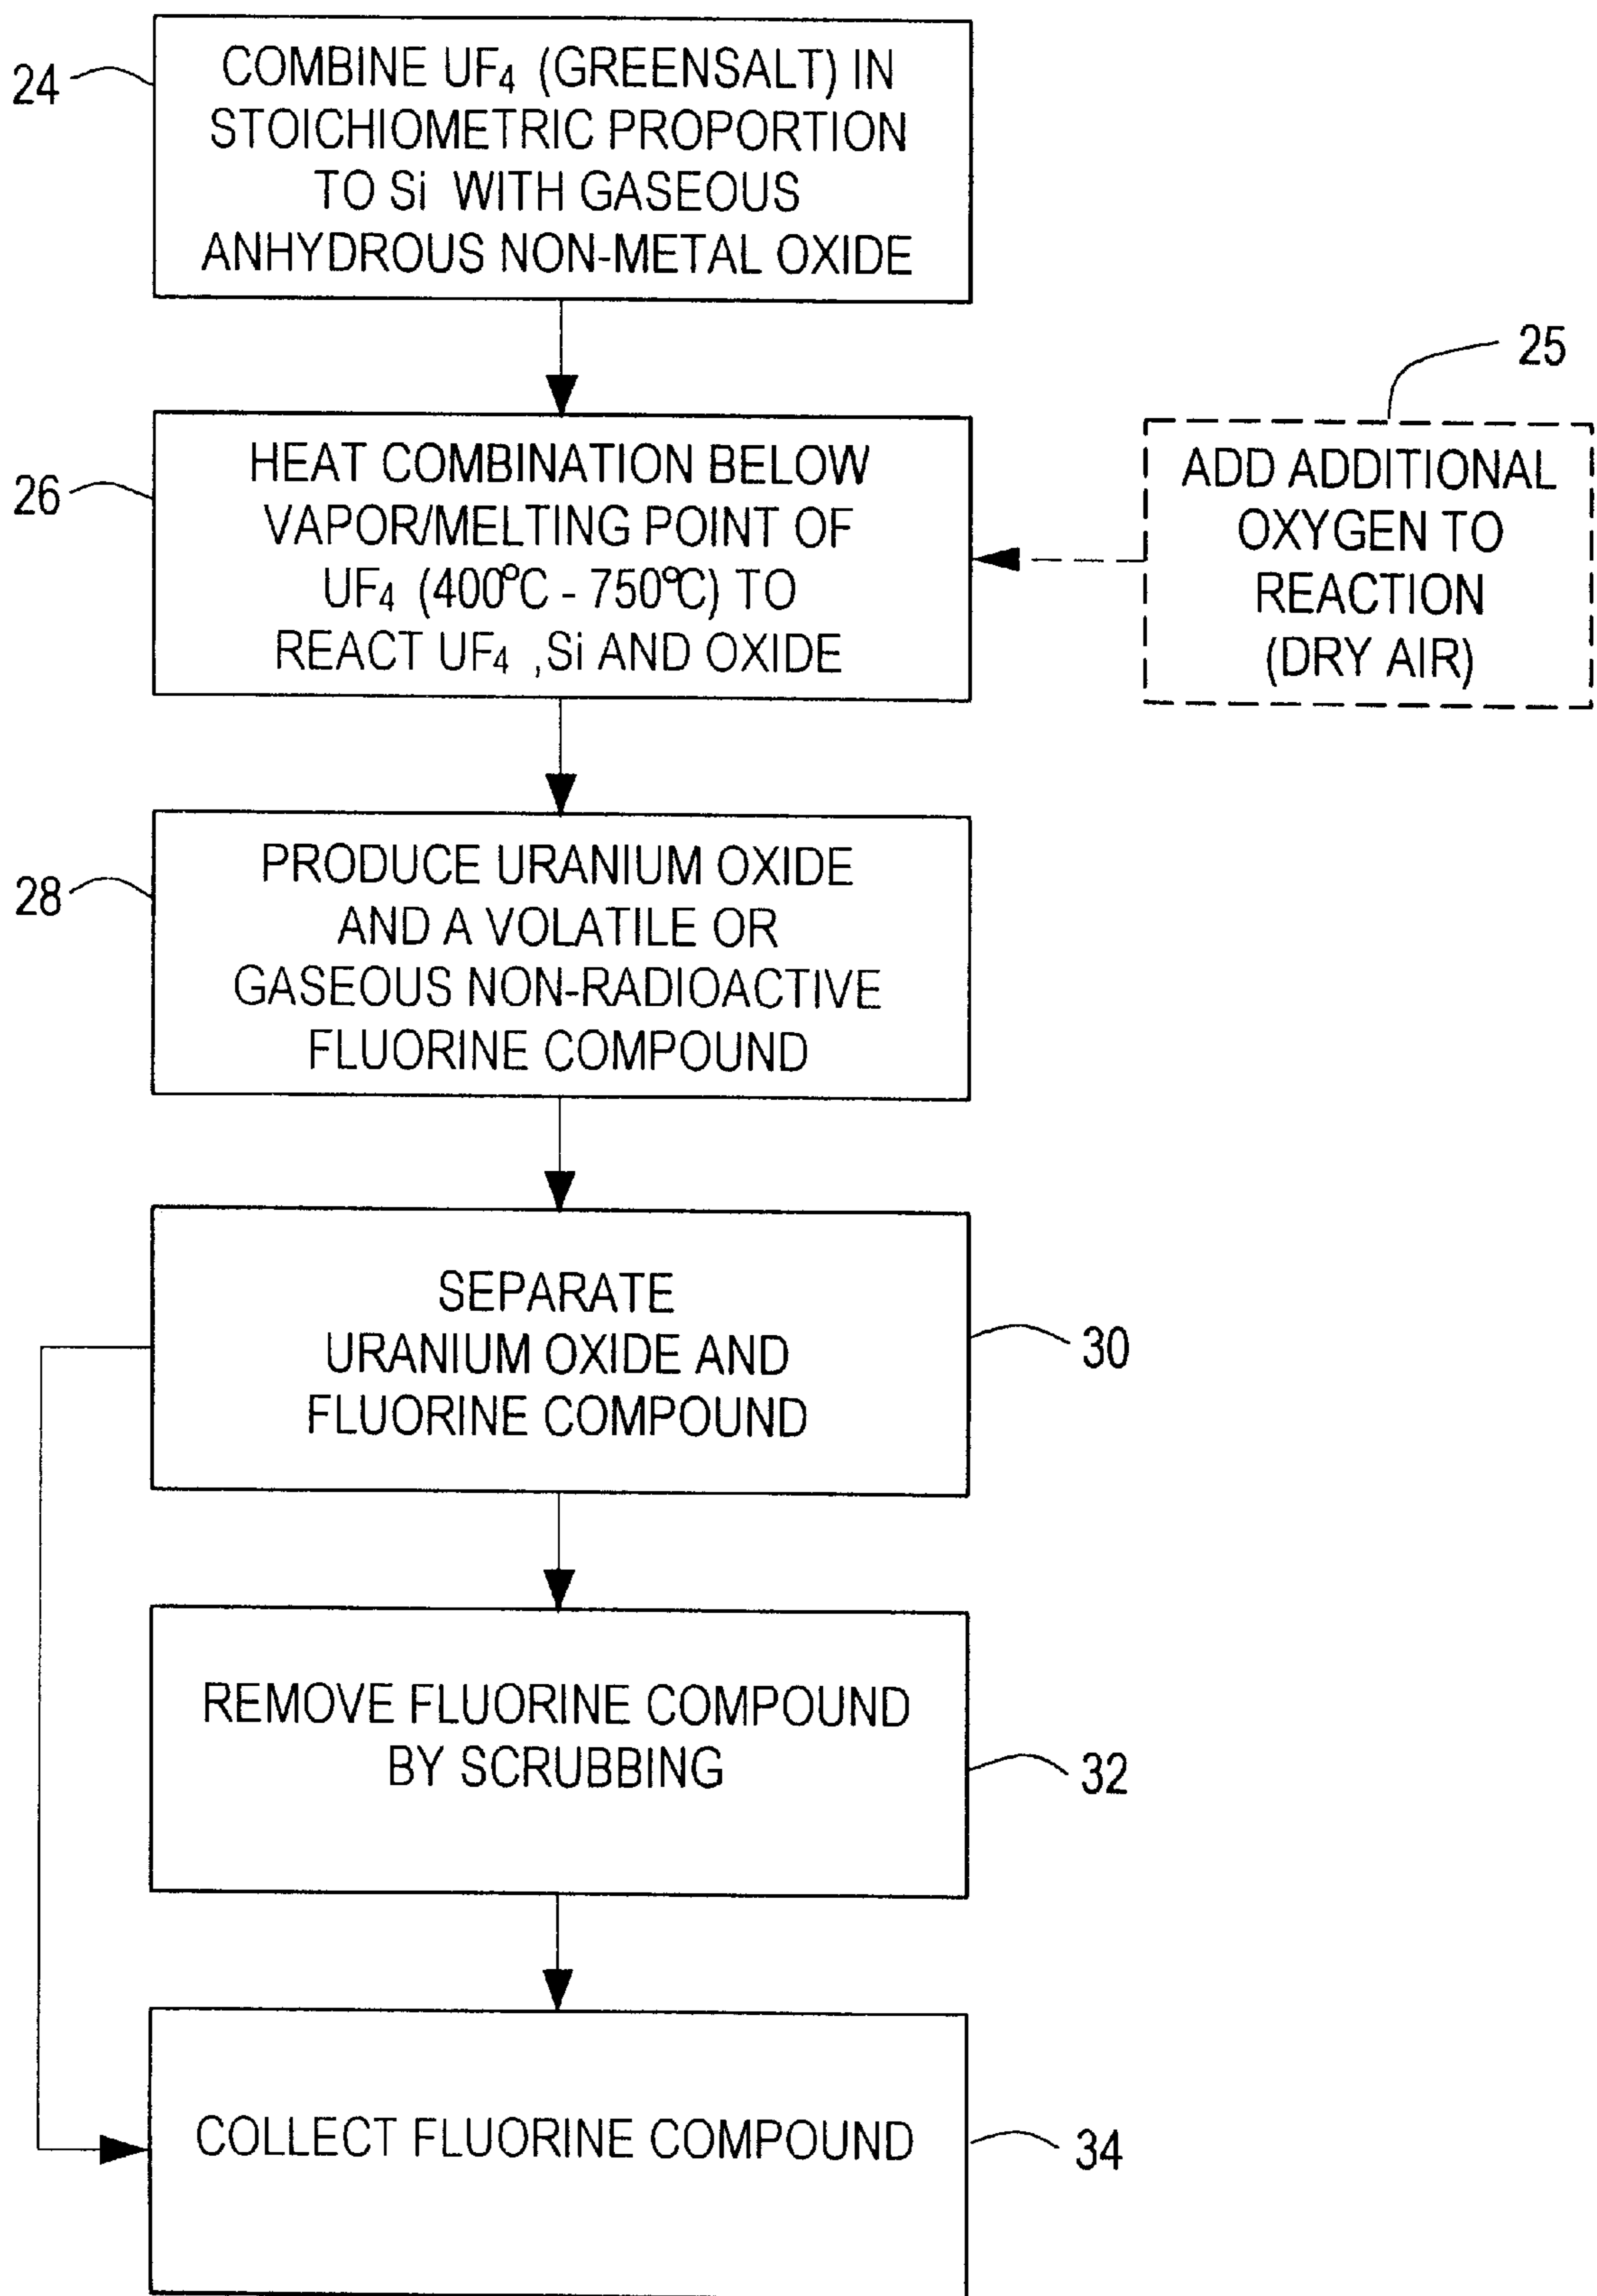 24
COMBINE UF₄ (GREENSALT) IN
STOICHIOMETRIC PROPORTION
TO Si WITH GASEOUS
ANHYDROUS NON-METAL OXIDE
25
26
HEAT COMBINATION BELOW
VAPOR/MELTING POINT OF
UF₄ (400°C - 750°C) TO
REACT UF₄ ,Si AND OXIDE
ADD ADDITIONAL
OXYGEN TO
REACTION
(DRY AIR)
28
PRODUCE URANIUM OXIDE
AND A VOLATILE OR
GASEOUS NON-RADIOACTIVE
FLUORINE COMPOUND
SEPARATE
URANIUM OXIDE AND
FLUORINE COMPOUND
30
REMOVE FLUORINE COMPOUND
BY SCRUBBING
32
COLLECT FLUORINE COMPOUND
34